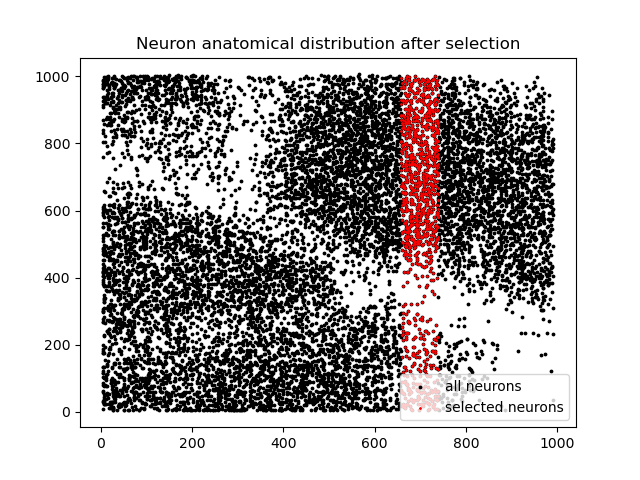 Neuron anatomical distribution after selection
1000
800
600
400
200
0
all neurons
selected neurons
0 200 400 600 800 1000